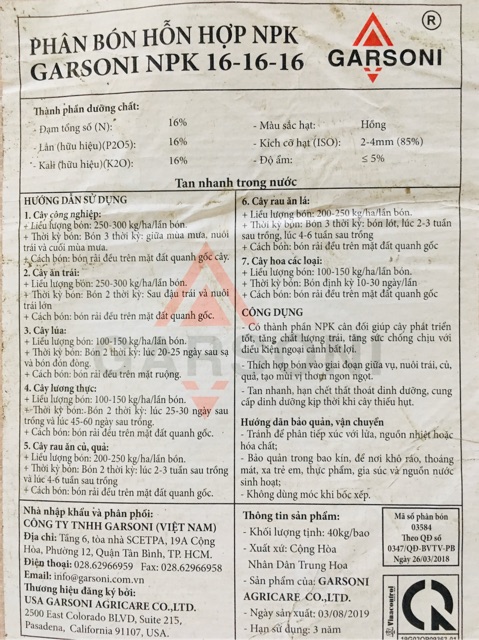 PHÂN BÓN HỖN HỢP NPK
GARSONI NPK 16-16-16
®
GARSONI
Thành phần dưỡng chất:
- Đạm tổng số (N): 16%
- Lân (hữu hiệu)(P2O5): 16%
- Kali (hữu hiệu)(K2O): 16%
- Màu sắc hạt: Hồng
- Kích cỡ hạt (ISO): 2-4mm (85%)
- Độ ẩm: ≤ 5%
Tan nhanh trong nước
HƯỚNG DẪN SỬ DỤNG
1. Cây công nghiệp:
+ Liều lượng bón: 250-300 kg/ha/lần bón.
+ Thời kỳ bón: Bón 3 thời kỳ: giữa mùa mưa, nuôi
trái và cuối mùa mưa.
+ Cách bón: bón rải đều trên mặt đất quanh gốc cây.
2. Cây ăn trái:
+ Liều lượng bón: 250-300 kg/ha/lần bón.
+ Thời kỳ bón: Bón 2 thời kỳ: Sau đậu trái và nuôi
trái lớn
+ Cách bón: bón rải đều trên mặt đất quanh gốc.
3. Cây lúa:
+ Liều lượng bón: 100-150 kg/ha/lần bón.
+ Thời kỳ bón: Bón 2 thời kỳ: lúc 20-25 ngày sau sạ
và bón đón đòng.
+ Cách bón: bón rải đều trên mặt ruộng.
4. Cây lương thực:
+ Liều lượng bón: 100-150 kg/ha/lần bón.
+ Thời kỳ bón: Bón 2 thời kỳ: lúc 25-30 ngày sau
trồng và lúc 45-60 ngày sau trồng.
+ Cách bón: bón rải đều trên mặt đất quanh gốc.
5. Cây rau ăn củ, quả:
+ Liều lượng bón: 200-250 kg/ha/lần bón.
+ Thời kỳ bón: Bón 2 thời kỳ: lúc 2-3 tuần sau trồng
và lúc 4-6 tuần sau trồng
+ Cách bón: bón rải đều trên mặt đất quanh gốc.
6. Cây rau ăn lá:
+ Liều lượng bón: 200-250 kg/ha/lần bón.
+ Thời kỳ bón: Bón 3 thời kỳ: bón lót, lúc 2-3 tuần
sau trồng, lúc 4-6 tuần sau trồng
+ Cách bón: bón rải đều trên mặt đất quanh gốc
7. Cây hoa các loại:
+ Liều lượng bón: 100-150 kg/ha/lần bón.
+ Thời kỳ bón: Bón định kỳ 10-30 ngày/lần
+ Cách bón: bón rải đều trên mặt đất quanh gốc
CÔNG DỤNG
- Có thành phần NPK cân đối giúp cây phát triển
tốt, tăng chất lượng trái, tăng sức chống chịu với
điều kiện ngoại cảnh bất lợi.
- Thích hợp bón vào giai đoạn giữa vụ, nuôi trái, củ,
quả, tạo mùi vị thơm ngon ngọt.
- Tan nhanh, hạn chế thất thoát dinh dưỡng, cung
cấp dinh dưỡng kịp thời khi cây thiếu hụt.
Hướng dẫn bảo quản, vận chuyển
- Tránh để phân tiếp xúc với lửa, nguồn nhiệt hoặc
hóa chất;
- Bảo quản trong bao kín, để nơi khô ráo, thoáng
mát, xa trẻ em, thực phẩm, gia súc và nguồn nước
sinh hoạt;
- Không dùng móc khi bốc xếp.
GARSONI
Nhà nhập khẩu và phân phối:
CÔNG TY TNHH GARSONI (VIỆT NAM)
Địa chỉ: Tầng 6, tòa nhà SCETPA, 19A Cộng
Hòa, Phường 12, Quận Tân Bình, TP. HCM.
Điện thoại: 028.62966959 Fax: 028.62966958
Email: info@garsoni.com.vn
Thương hiệu đăng ký bởi:
USA GARSONI AGRICARE CO.,LTD.
2500 East Colorado BLVD, Suite 215,
Pasadena, California 91107, USA.
Thông tin sản phẩm:
- Khối lượng tịnh: 40kg/bao
- Xuất xứ: Cộng Hòa
Nhân Dân Trung Hoa
- Sản phẩm của: GARSONI
AGRICARE CO.,LTD.
- Ngày sản xuất: 03/08/2019
- Hạn sử dụng: 3 năm
Mã số phân bón
03584
Theo QĐ số
0347/QĐ-BVTV-PB
Ngày 26/03/2018
Vinacontrol